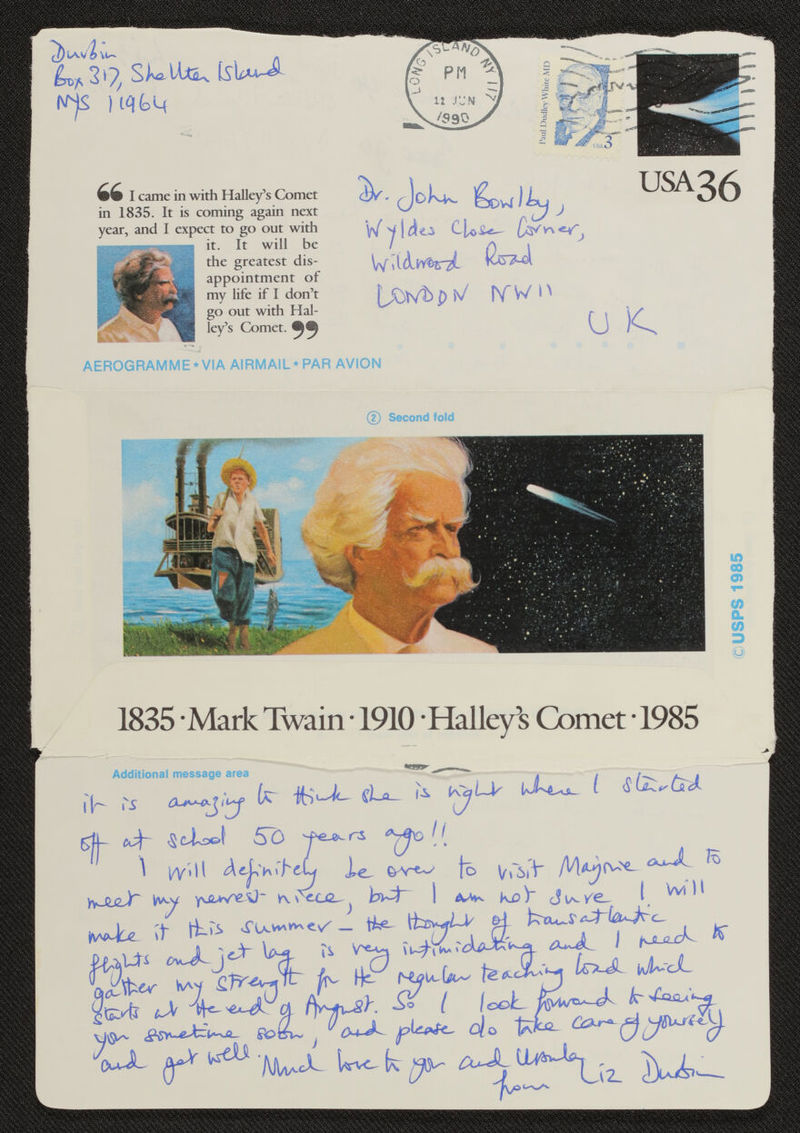 Durbin
Box 317, Shelter Island
NYS 11964
LONG ISLAND NY 117
PM
11 JUN
1990
Paul Dudley White MD
USA 3
USA 36
“ I came in with Halley's Comet
in 1835. It is coming again next
year, and I expect to go out with
it. It will be
the greatest dis-
appointment of
my life if I don't
go out with Hal-
ley's Comet. ”
Dr. John Bowlby,
Wyldes Close Corner,
Wildwood Road
LONDON NW11
UK
AEROGRAMME * VIA AIRMAIL * PAR AVION
② Second fold
© USPS 1985
1835 · Mark Twain · 1910 · Halley's Comet · 1985
Additional message area
it is amazing to think she is right where I started
off at school 50 years ago!!
I will definitely be over to visit Marjorie and to
meet my newest niece, but I am not sure I will
make it this summer – the thought of transatlantic
flights and jet lag is very intimidating and I need to
gather my strength for the regular teaching load which
starts at the end of August. So I look forward to seeing
you sometime soon, and please do take care of yourself
and get well. Much love to you and Ursula
from Liz Durbin